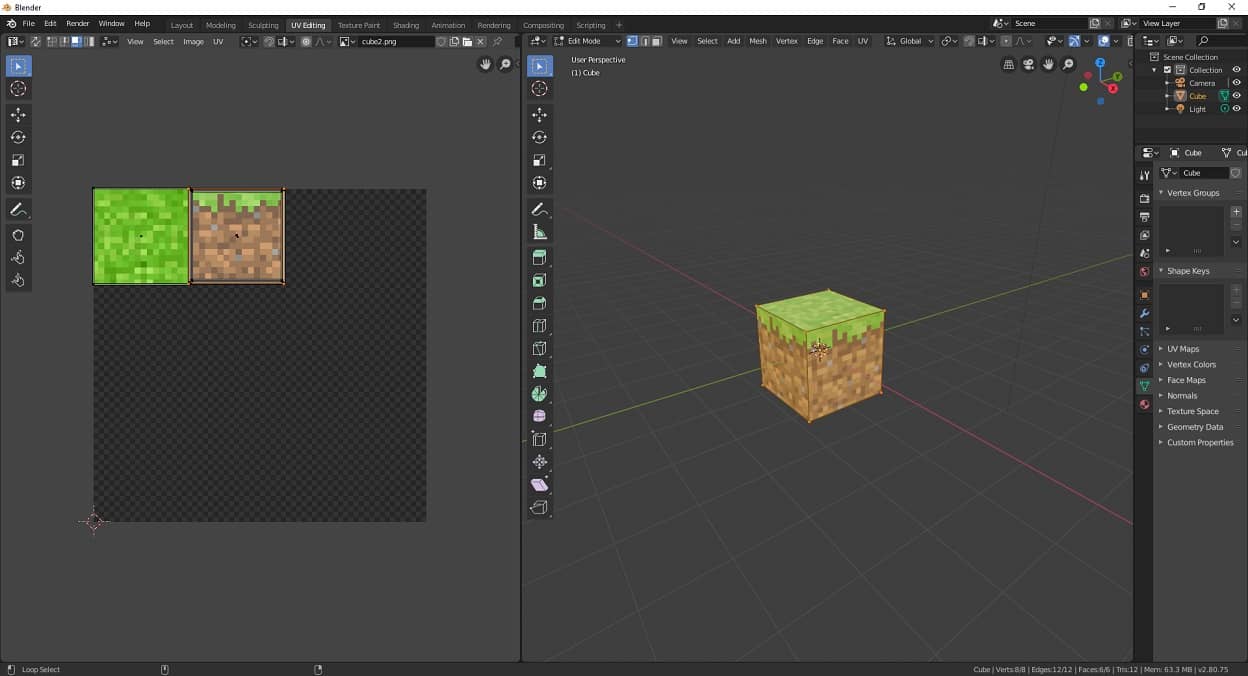 Blender
File Edit Render Window Help Layout Modeling Sculpting UV Editing Texture Paint Shading Animation Rendering Compositing Scripting + Scene View Layer
View Select Image UV cube2.png Edit Mode View Select Add Mesh Vertex Edge Face UV Global
User Perspective
(1) Cube
Scene Collection
Collection
Camera
Cube
Light
Cube Cu
Cube
Vertex Groups
Shape Keys
UV Maps
Vertex Colors
Face Maps
Normals
Texture Space
Geometry Data
Custom Properties
Loop Select
Cube | Verts:8/8 | Edges:12/12 | Faces:6/6 | Tris:12 | Mem: 63.3 MB | v2.80.75